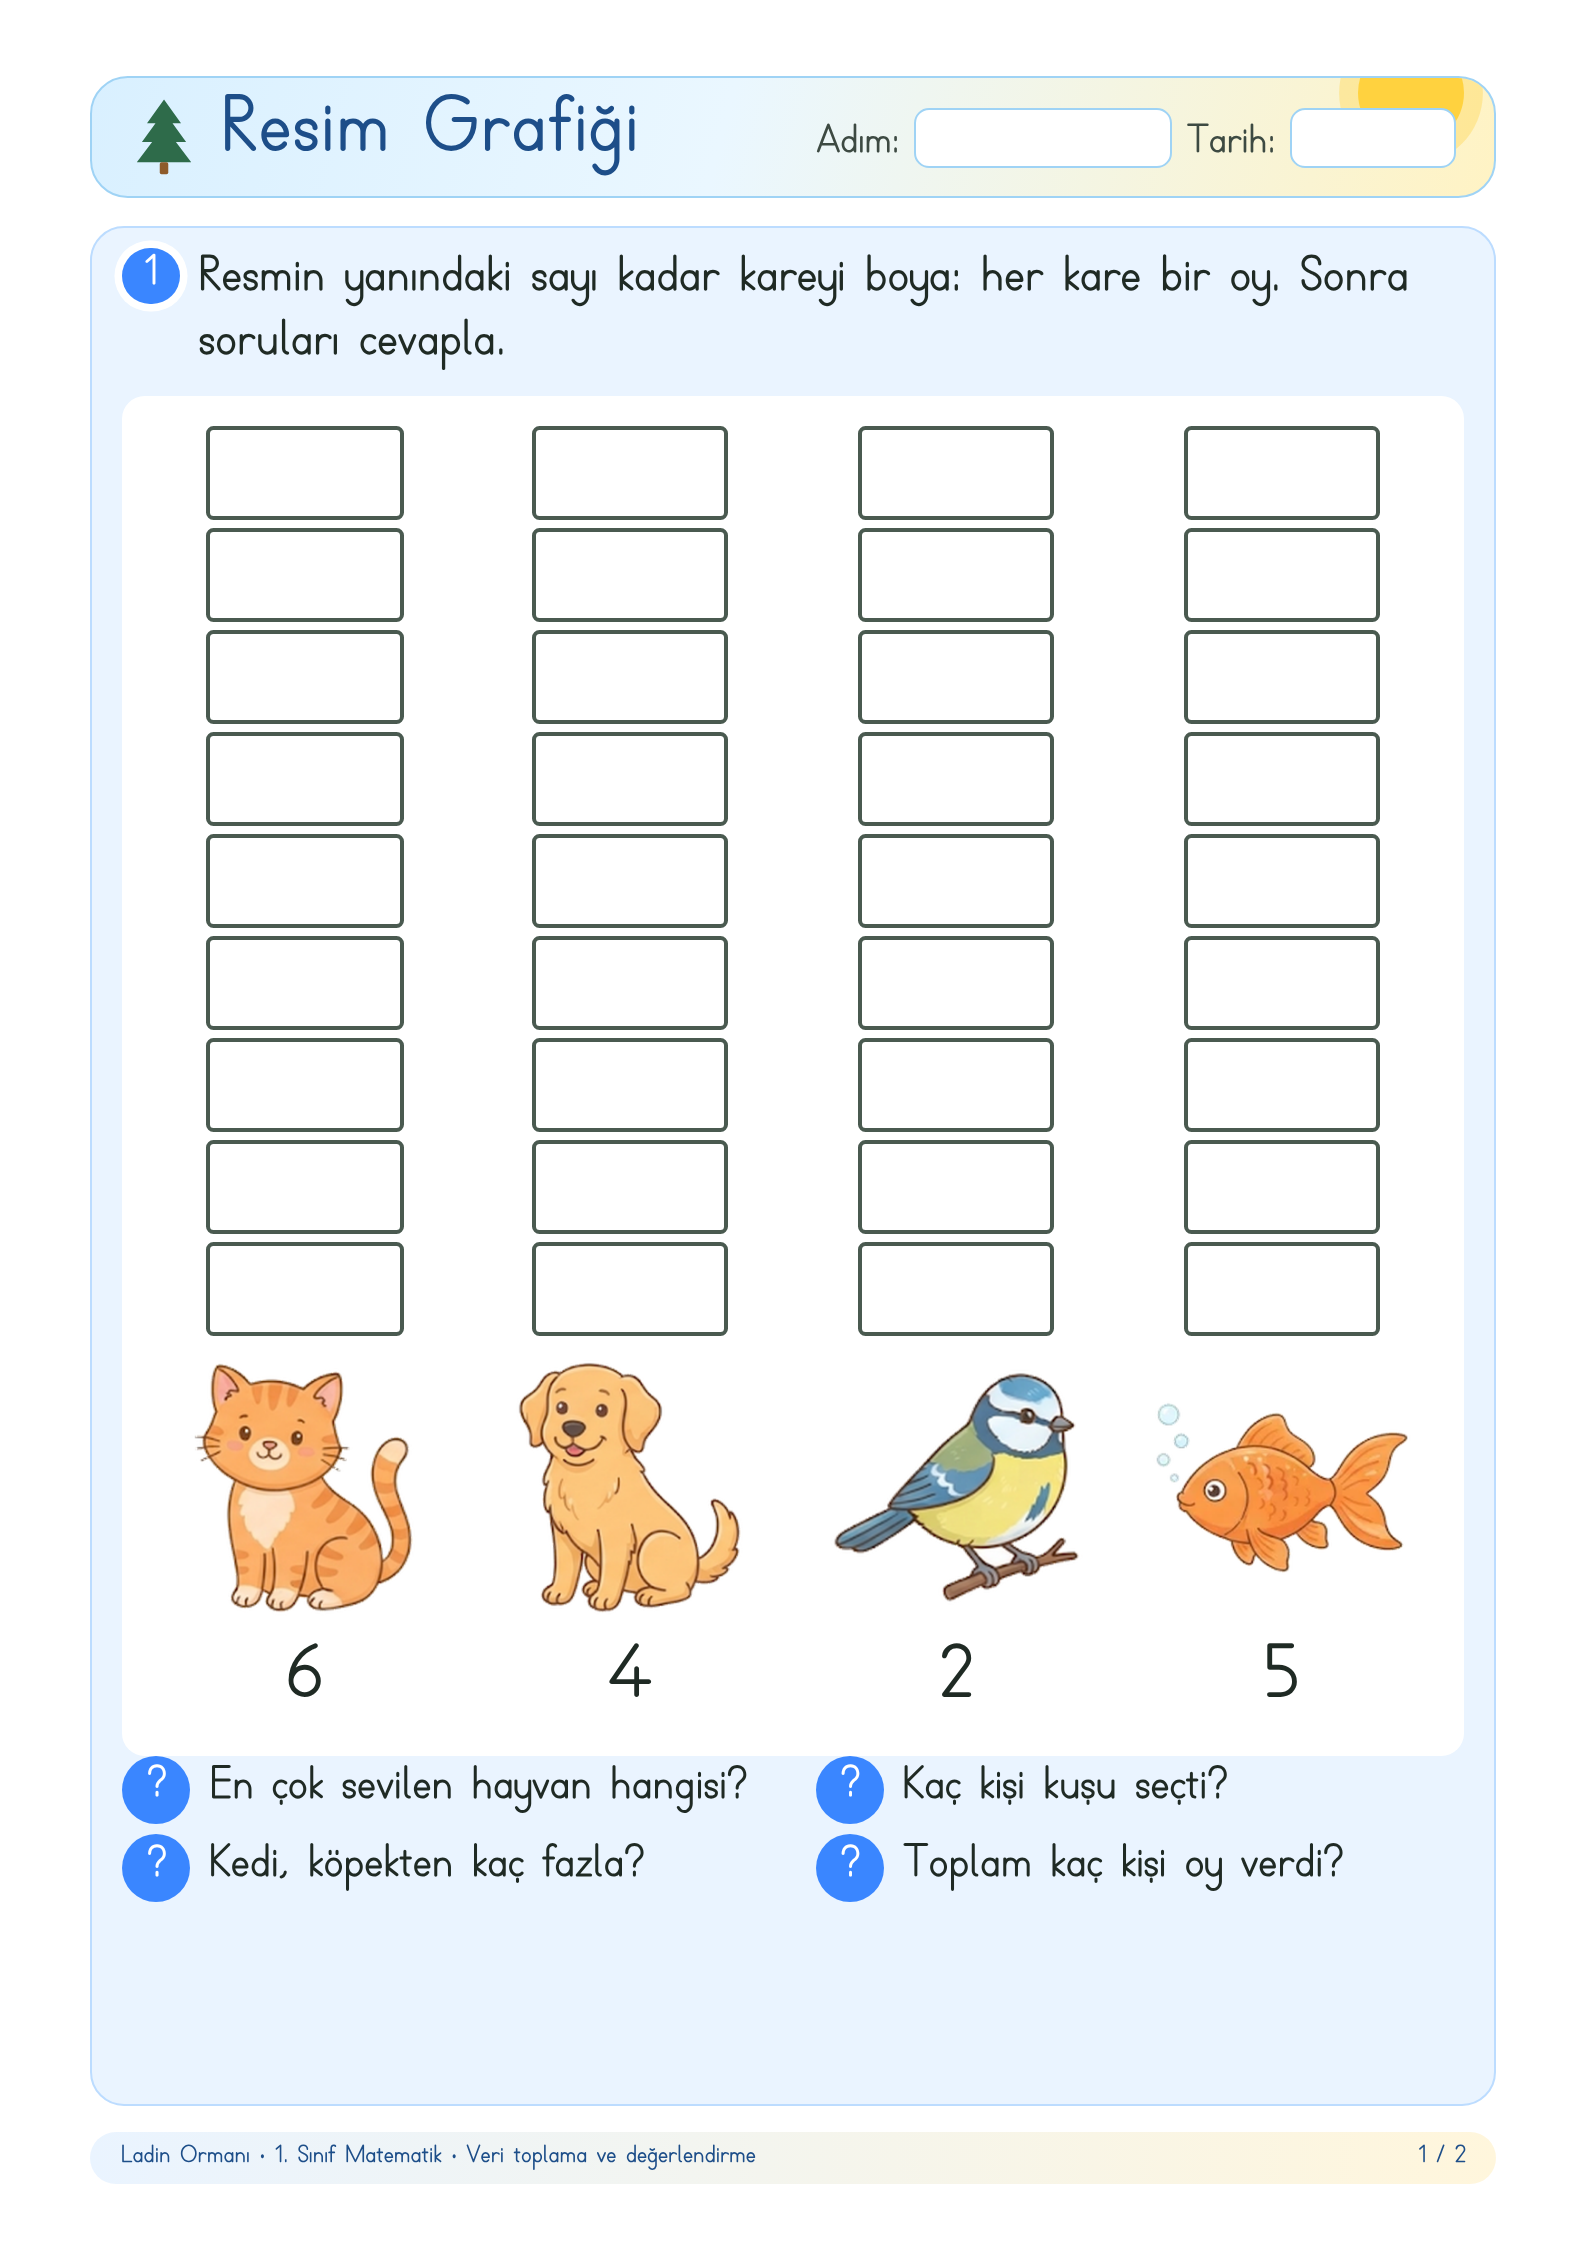 Resim Grafiği
Adım:
Tarih:
1
Resmin yanındaki sayı kadar kareyi boya: her kare bir oy. Sonra
soruları cevapla.
6 4 2 5
? En çok sevilen hayvan hangisi?
? Kaç kişi kuşu seçti?
? Kedi, köpekten kaç fazla?
? Toplam kaç kişi oy verdi?
Ladin Ormanı • 1. Sınıf Matematik • Veri toplama ve değerlendirme
1 / 2